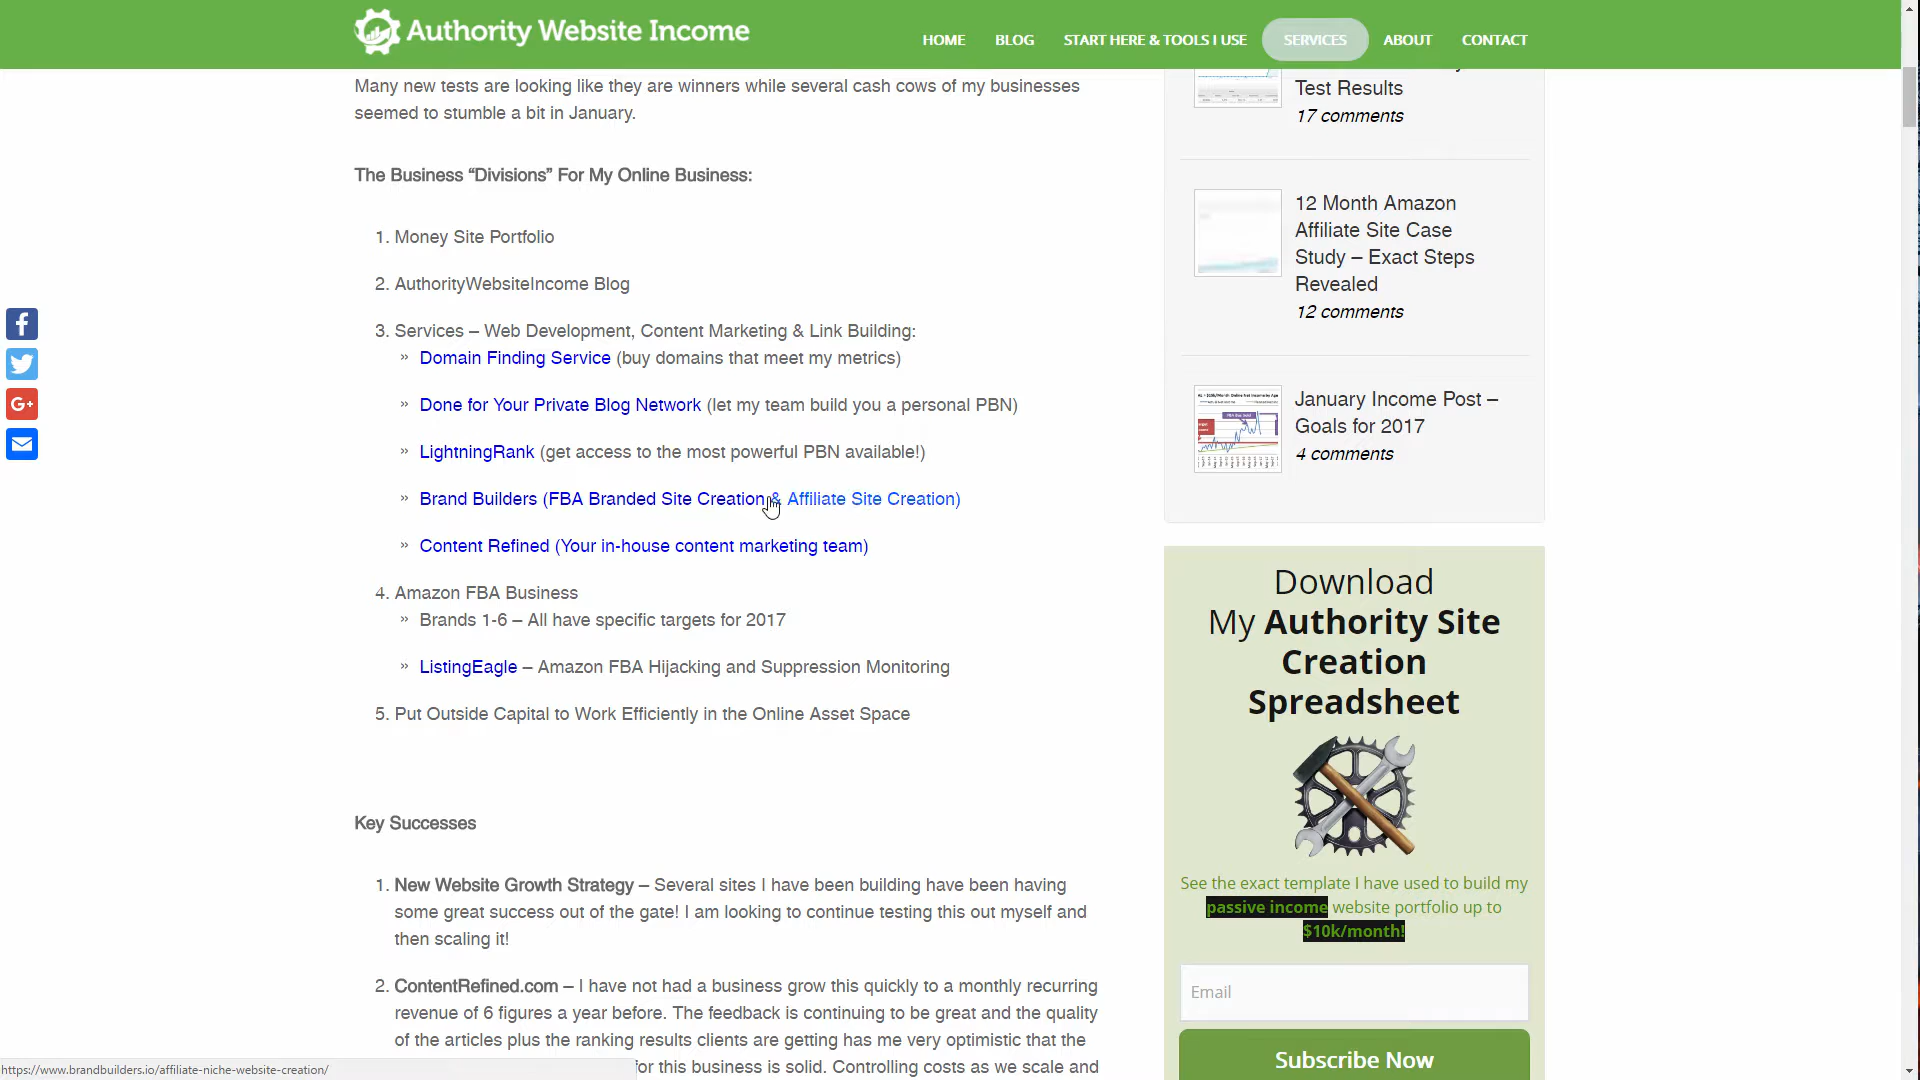 Authority Website Income
HOME BLOG START HERE & TOOLS I USE SERVICES ABOUT CONTACT
Many new tests are looking like they are winners while several cash cows of my businesses
seemed to stumble a bit in January.
The Business “Divisions” For My Online Business:
1. Money Site Portfolio
2. AuthorityWebsiteIncome Blog
3. Services – Web Development, Content Marketing & Link Building:
» Domain Finding Service (buy domains that meet my metrics)
» Done for Your Private Blog Network (let my team build you a personal PBN)
» LightningRank (get access to the most powerful PBN available!)
» Brand Builders (FBA Branded Site Creation & Affiliate Site Creation)
» Content Refined (Your in-house content marketing team)
4. Amazon FBA Business
» Brands 1-6 – All have specific targets for 2017
» ListingEagle – Amazon FBA Hijacking and Suppression Monitoring
5. Put Outside Capital to Work Efficiently in the Online Asset Space
Key Successes
1. New Website Growth Strategy – Several sites I have been building have been having
some great success out of the gate! I am looking to continue testing this out myself and
then scaling it!
2. ContentRefined.com – I have not had a business grow this quickly to a monthly recurring
revenue of 6 figures a year before. The feedback is continuing to be great and the quality
of the articles plus the ranking results clients are getting has me very optimistic that the
for this business is solid. Controlling costs as we scale and
Test Results
17 comments
12 Month Amazon
Affiliate Site Case
Study – Exact Steps
Revealed
12 comments
January Income Post –
Goals for 2017
4 comments
Download
My Authority Site
Creation
Spreadsheet
See the exact template I have used to build my
passive income website portfolio up to
$10k/month!
Email
Subscribe Now
https://www.brandbuilders.io/affiliate-niche-website-creation/